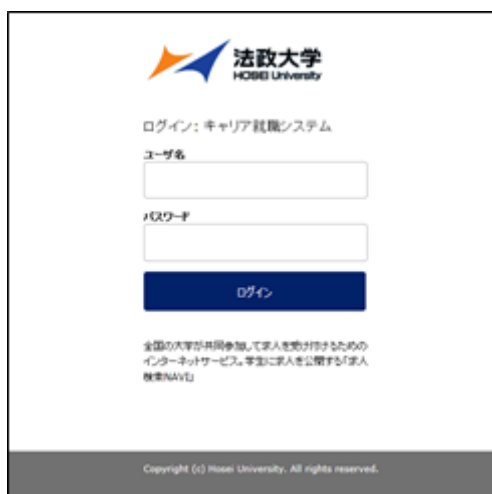 法政大学
HOSEI University
ログイン: キャリア就職システム
ユーザ名
パスワード
ログイン
全国の大学が共同参加して求人を受け付けるための
インターネットサービス。学生に求人を公開する「求人
検索NAVI」
Copyright (c) Hosei University. All rights reserved.